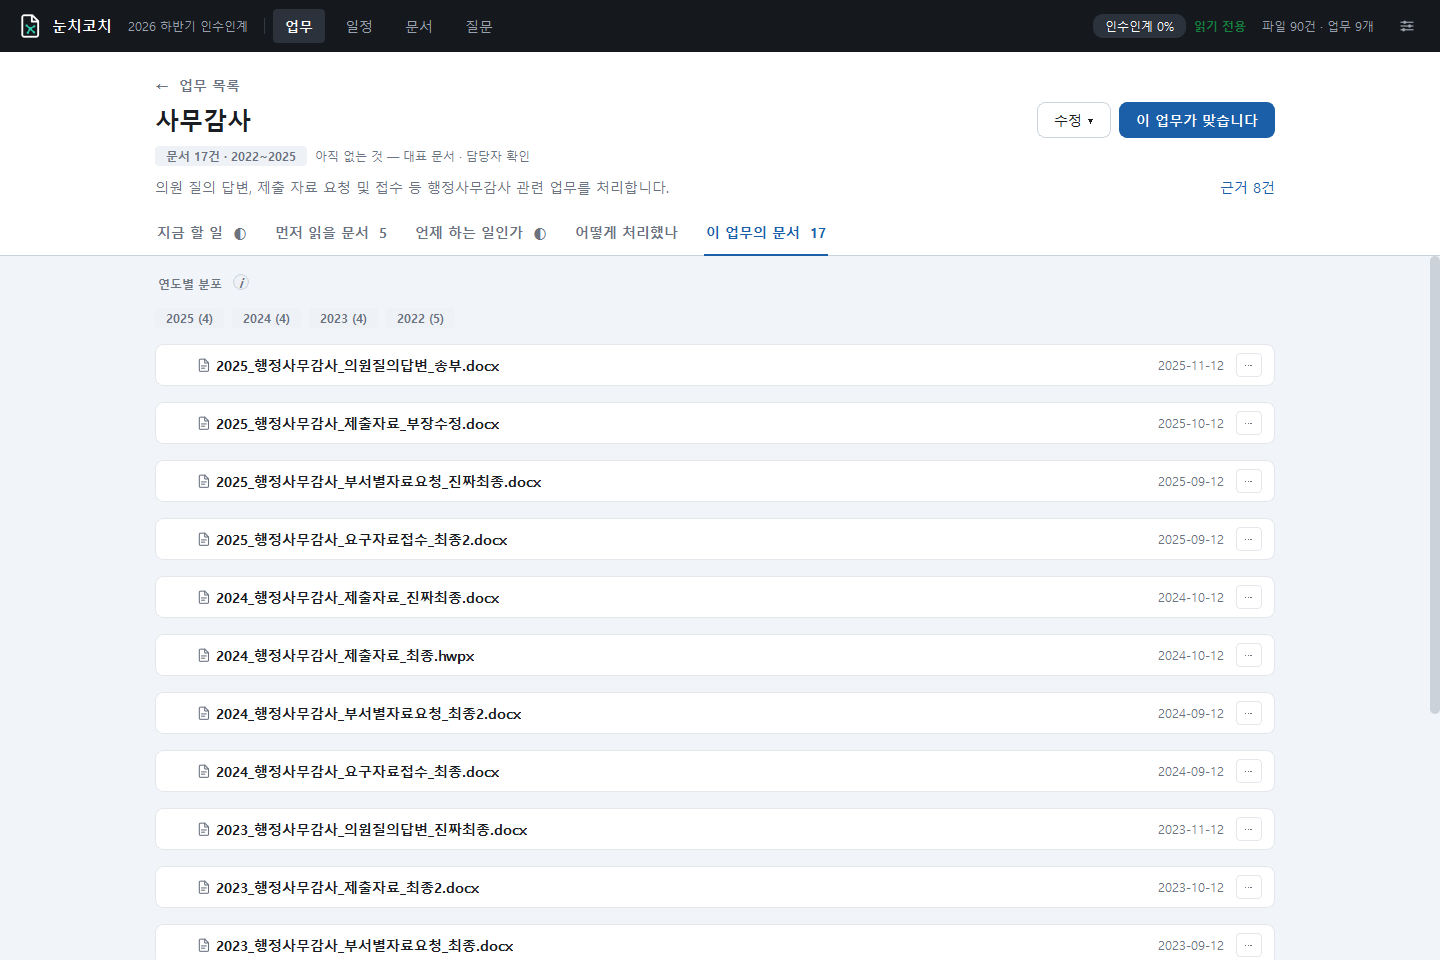 눈치코치 2026 하반기 인수인계 업무 일정 문서 질문 인수인계 0% 읽기 전용 파일 90건 · 업무 9개
← 업무 목록
사무감사 수정 ▾ 이 업무가 맞습니다
문서 17건 · 2022~2025 아직 없는 것 — 대표 문서 · 담당자 확인
의원 질의 답변, 제출 자료 요청 및 접수 등 행정사무감사 관련 업무를 처리합니다. 근거 8건
지금 할 일 먼저 읽을 문서 5 언제 하는 일인가 어떻게 처리했나 이 업무의 문서 17
연도별 분포 i
2025 (4) 2024 (4) 2023 (4) 2022 (5)
2025_행정사무감사_의원질의답변_송부.docx 2025-11-12 ...
2025_행정사무감사_제출자료_부장수정.docx 2025-10-12 ...
2025_행정사무감사_부서별자료요청_진짜최종.docx 2025-09-12 ...
2025_행정사무감사_요구자료접수_최종2.docx 2025-09-12 ...
2024_행정사무감사_제출자료_진짜최종.docx 2024-10-12 ...
2024_행정사무감사_제출자료_최종.hwpx 2024-10-12 ...
2024_행정사무감사_부서별자료요청_최종2.docx 2024-09-12 ...
2024_행정사무감사_요구자료접수_최종.docx 2024-09-12 ...
2023_행정사무감사_의원질의답변_진짜최종.docx 2023-11-12 ...
2023_행정사무감사_제출자료_최종2.docx 2023-10-12 ...
2023_행정사무감사_부서별자료요청_최종.docx 2023-09-12 ...